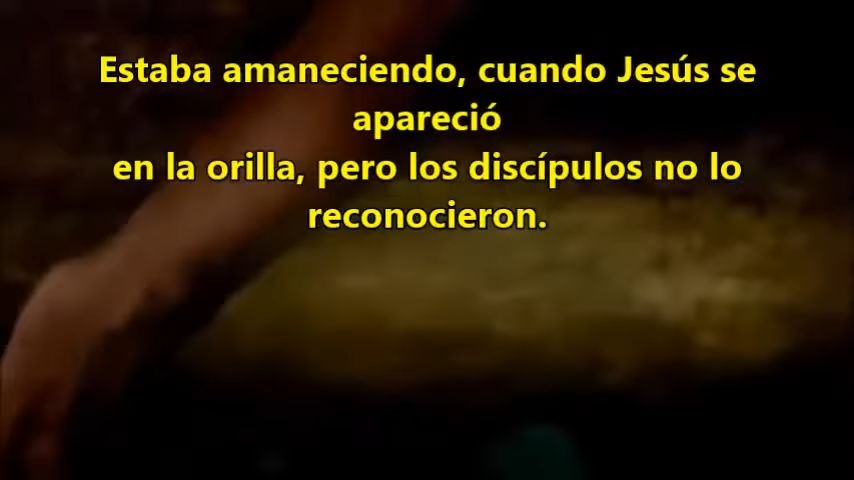 Estaba amaneciendo, cuando Jesús se
apareció
en la orilla, pero los discípulos no lo
reconocieron.